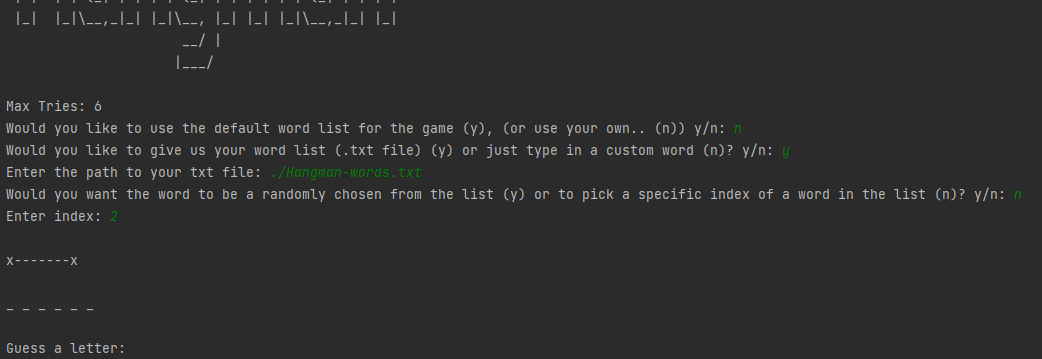 |_|  |_|\__,_|_| |_|\__, |_| |_| |_|\__,_|_| |_|
                      __/ |
                     |___/
Max Tries: 6
Would you like to use the default word list for the game (y), (or use your own.. (n)) y/n: n
Would you like to give us your word list (.txt file) (y) or just type in a custom word (n)? y/n: y
Enter the path to your txt file: ./Hangman-words.txt
Would you want the word to be a randomly chosen from the list (y) or to pick a specific index of a word in the list (n)? y/n: n
Enter index: 2
x-------x
_ _ _ _ _ _
Guess a letter: